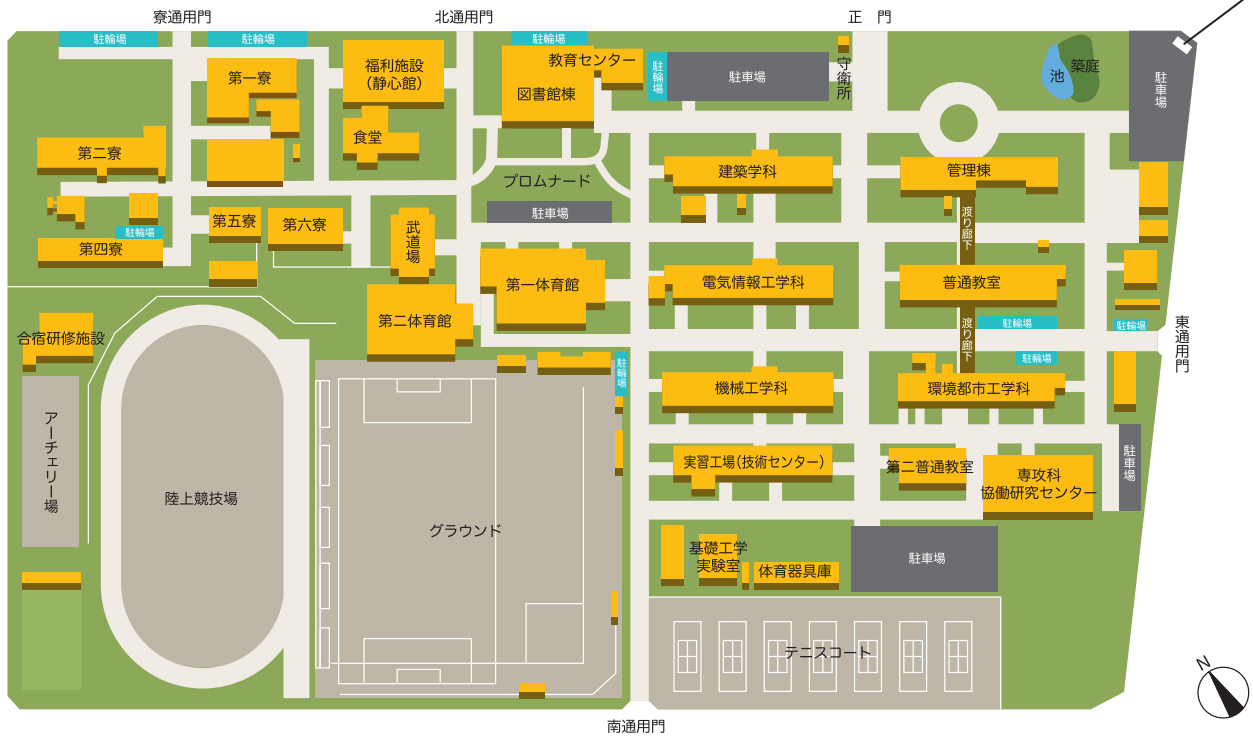 寮通用門
北通用門
正　門
駐輪場
駐輪場
駐輪場
教育センター
駐輪場
駐車場
守衛所
池
築庭
駐車場
第一寮
福利施設
（静心館）
図書館棟
食堂
第二寮
プロムナード
建築学科
管理棟
駐車場
渡り廊下
第五寮
第六寮
武道場
駐輪場
第四寮
第一体育館
電気情報工学科
普通教室
第二体育館
合宿研修施設
渡り廊下
駐輪場
駐輪場
東通用門
駐輪場
駐輪場
機械工学科
環境都市工学科
アーチェリー場
陸上競技場
グラウンド
実習工場（技術センター）
第二普通教室
専攻科
協働研究センター
駐車場
基礎工学
実験室
体育器具庫
駐車場
テニスコート
N
南通用門